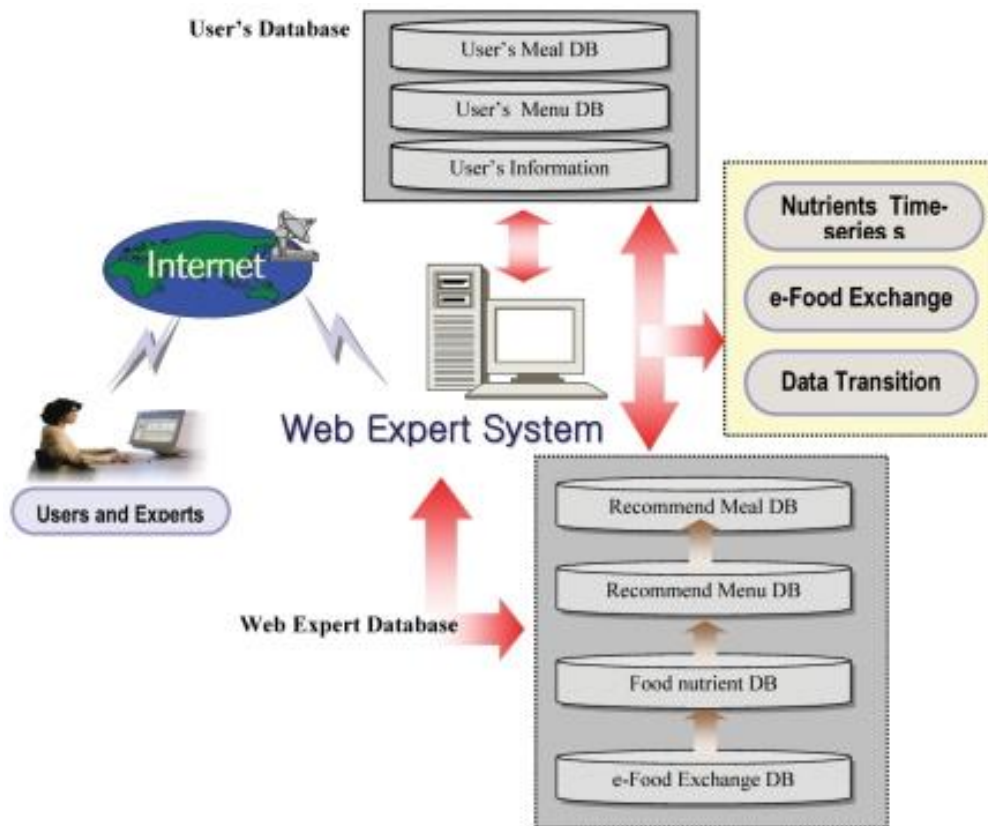 User's Database
User's Meal DB
User's Menu DB
User's Information
Nutrients Time-
series s
e-Food Exchange
Data Transition
Internet
Web Expert System
Users and Experts
Web Expert Database
Recommend Meal DB
Recommend Menu DB
Food nutrient DB
e-Food Exchange DB